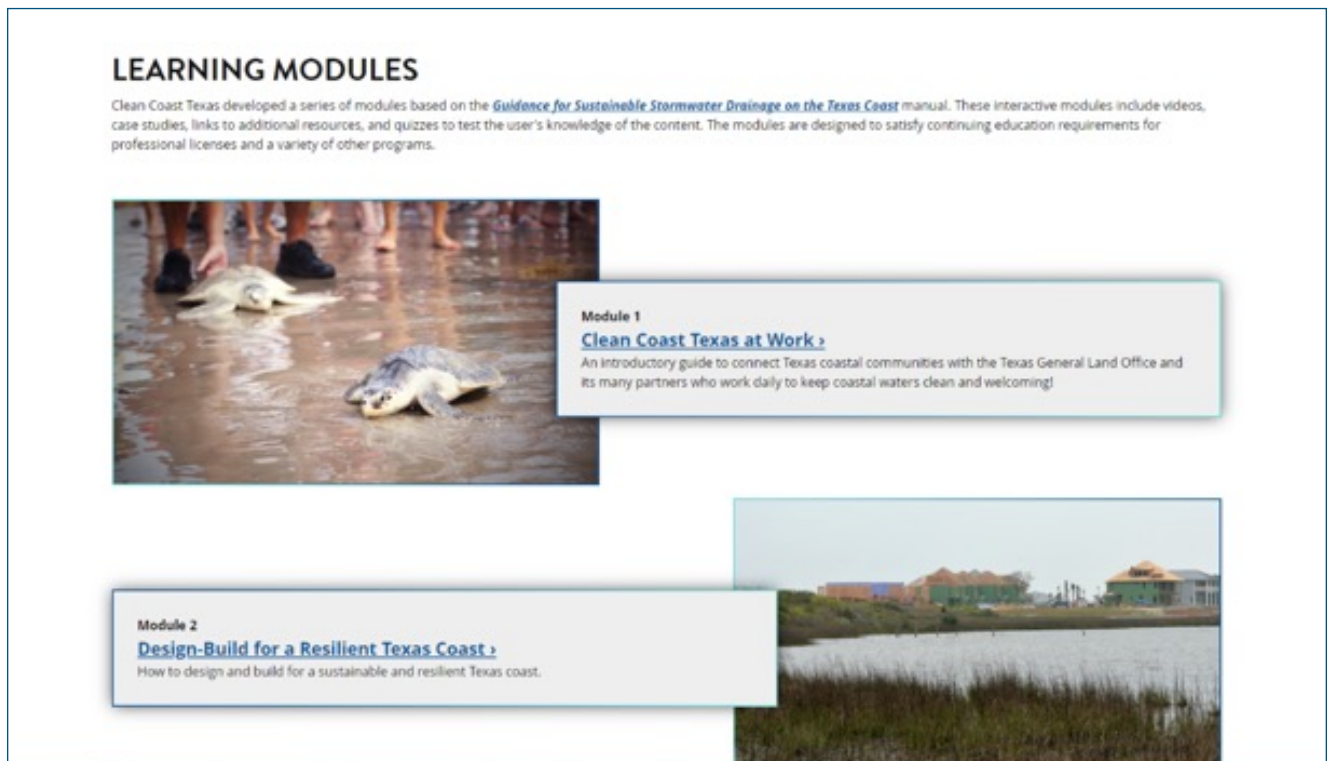 LEARNING MODULES
Clean Coast Texas developed a series of modules based on the Guidance for Sustainable Stormwater Drainage on the Texas Coast manual. These interactive modules include videos,
case studies, links to additional resources, and quizzes to test the user's knowledge of the content. The modules are designed to satisfy continuing education requirements for
professional licenses and a variety of other programs.
Module 1
Clean Coast Texas at Work ›
An introductory guide to connect Texas coastal communities with the Texas General Land Office and
its many partners who work daily to keep coastal waters clean and welcoming!
Module 2
Design-Build for a Resilient Texas Coast ›
How to design and build for a sustainable and resilient Texas coast.